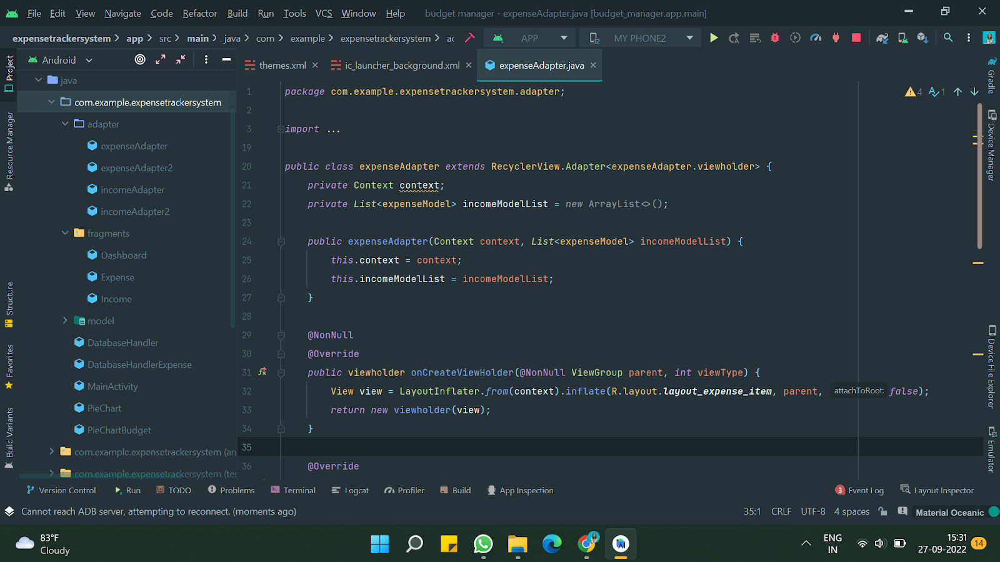 File Edit View Navigate Code Refactor Build Run Tools VCS Window Help budget manager - expenseAdapter.java [budget_manager.app.main]
expensetrackersystem > app > src > main > java > com > example > expensetrackersystem > ac APP MY PHONE2
Project
Android
themes.xml
ic_launcher_background.xml
expenseAdapter.java
java
com.example.expensetrackersystem
adapter
expenseAdapter
expenseAdapter2
incomeAdapter
incomeAdapter2
fragments
Dashboard
Expense
Income
model
DatabaseHandler
DatabaseHandlerExpense
MainActivity
PieChart
PieChartBudget
com.example.expensetrackersystem (an
com.example.expensetrackersystem (tes
Resource Manager
Structure
Favorites
Build Variants
4 1
1 package com.example.expensetrackersystem.adapter;
2
3 import ...
19
20 public class expenseAdapter extends RecyclerView.Adapter<expenseAdapter.viewholder> {
21 private Context context;
22 private List<expenseModel> incomeModelList = new ArrayList<>();
23
24 public expenseAdapter(Context context, List<expenseModel> incomeModelList) {
25 this.context = context;
26 this.incomeModelList = incomeModelList;
27 }
28
29 @NonNull
30 @Override
31 public viewholder onCreateViewHolder(@NonNull ViewGroup parent, int viewType) {
32 View view = LayoutInflater.from(context).inflate(R.layout.layout_expense_item, parent, attachToRoot: false);
33 return new viewholder(view);
34 }
35
36 @Override
Gradle
Device Manager
Device File Explorer
Emulator
Version Control Run TODO Problems Terminal Logcat Profiler Build App Inspection 3 Event Log Layout Inspector
Cannot reach ADB server, attempting to reconnect. (moments ago) 35:1 CRLF UTF-8 4 spaces Material Oceanic
83°F
Cloudy
ENG
IN
15:31
27-09-2022
14